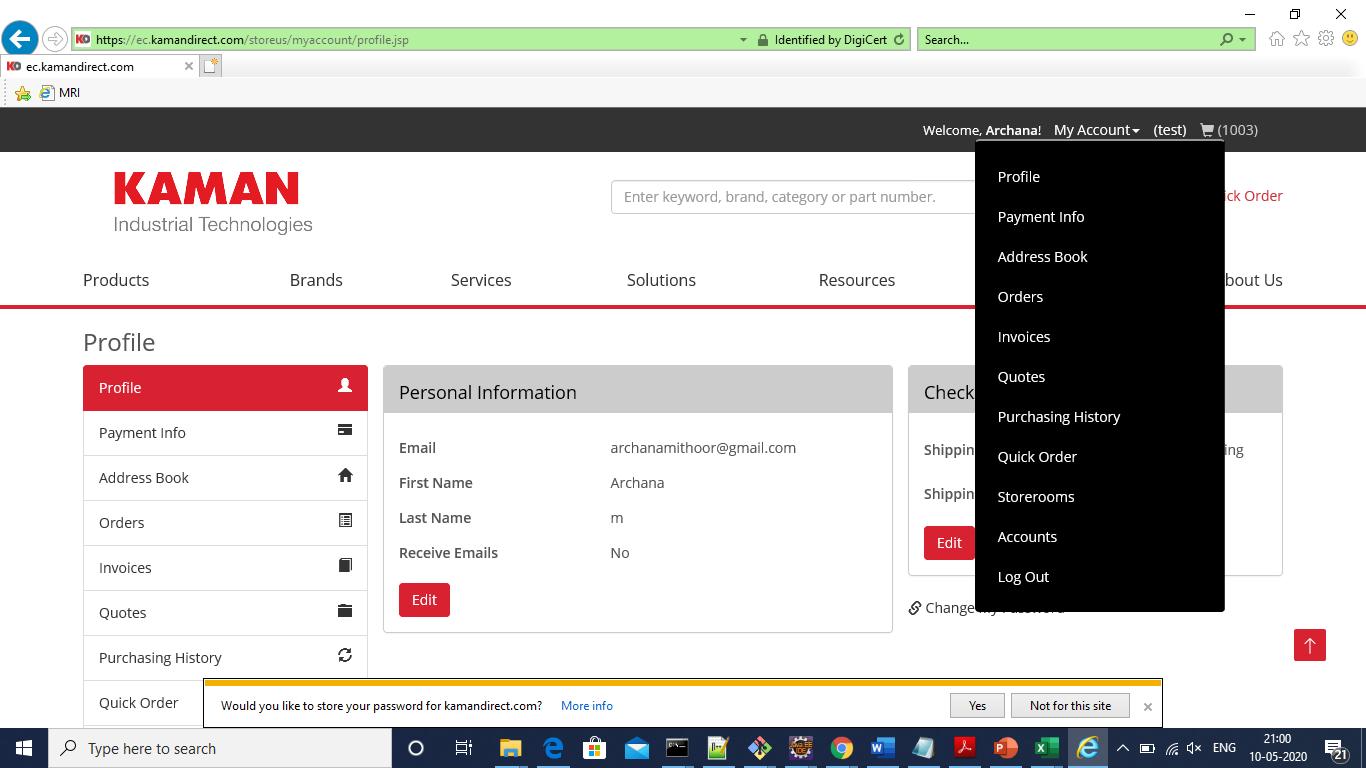 https://ec.kamandirect.com/storeus/myaccount/profile.jsp
Identified by DigiCert
Search...
ec.kamandirect.com
MRI
Welcome, Archana!
My Account
(test)
(1003)
KAMAN
Industrial Technologies
Enter keyword, brand, category or part number.
ick Order
Products
Brands
Services
Solutions
Resources
bout Us
Profile
Payment Info
Address Book
Orders
Invoices
Quotes
Purchasing History
Quick Order
Storerooms
Accounts
Log Out
Profile
Profile
Payment Info
Address Book
Orders
Invoices
Quotes
Purchasing History
Quick Order
Personal Information
Email archanamithoor@gmail.com
First Name Archana
Last Name m
Receive Emails No
Edit
Check
Shippin ing
Shippin
Edit
Change My Password
Would you like to store your password for kamandirect.com? More info
Yes
Not for this site
Type here to search
ENG
21:00
10-05-2020
21